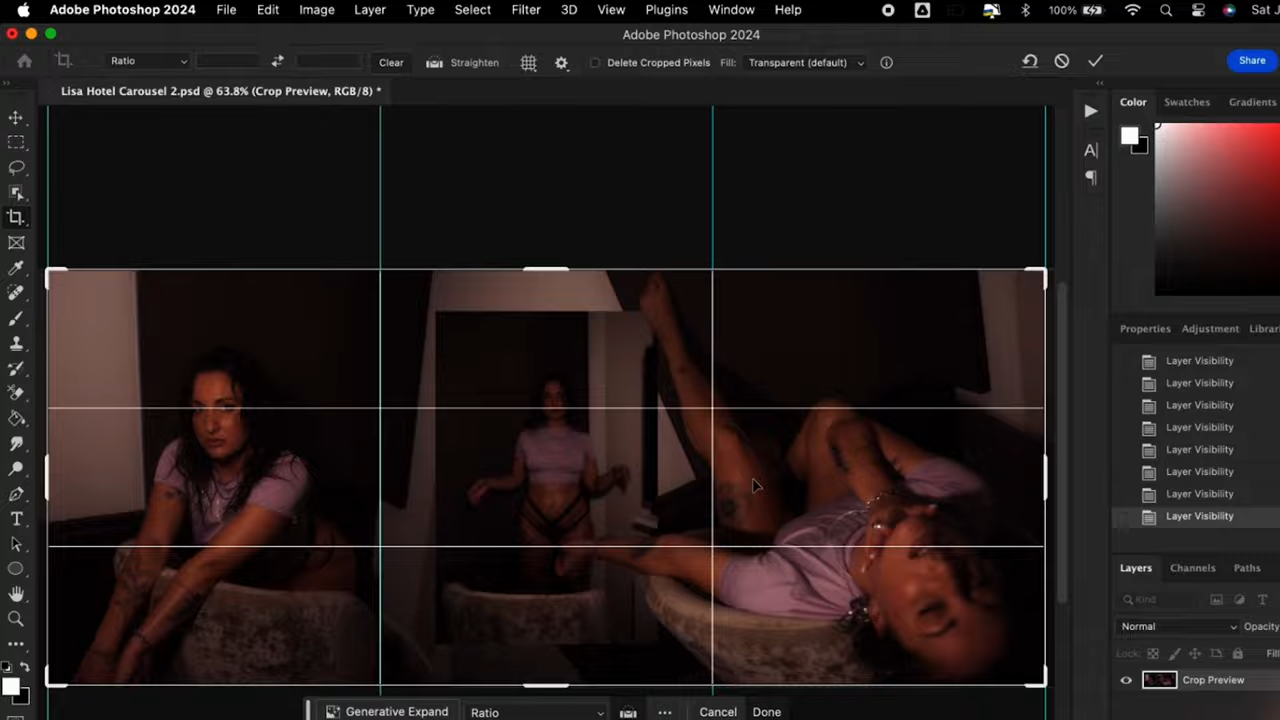 Adobe Photoshop 2024 File Edit Image Layer Type Select Filter 3D View Plugins Window Help 100% Sat J
Adobe Photoshop 2024
Ratio Clear Straighten Delete Cropped Pixels Fill: Transparent (default) Share
Lisa Hotel Carousel 2.psd @ 63.8% (Crop Preview, RGB/8) *
Color Swatches Gradients
Properties Adjustment Librar
Layer Visibility
Layer Visibility
Layer Visibility
Layer Visibility
Layer Visibility
Layer Visibility
Layer Visibility
Layer Visibility
Layers Channels Paths
Kind
Normal Opacity
Lock: Fill
Crop Preview
Generative Expand Ratio Cancel Done